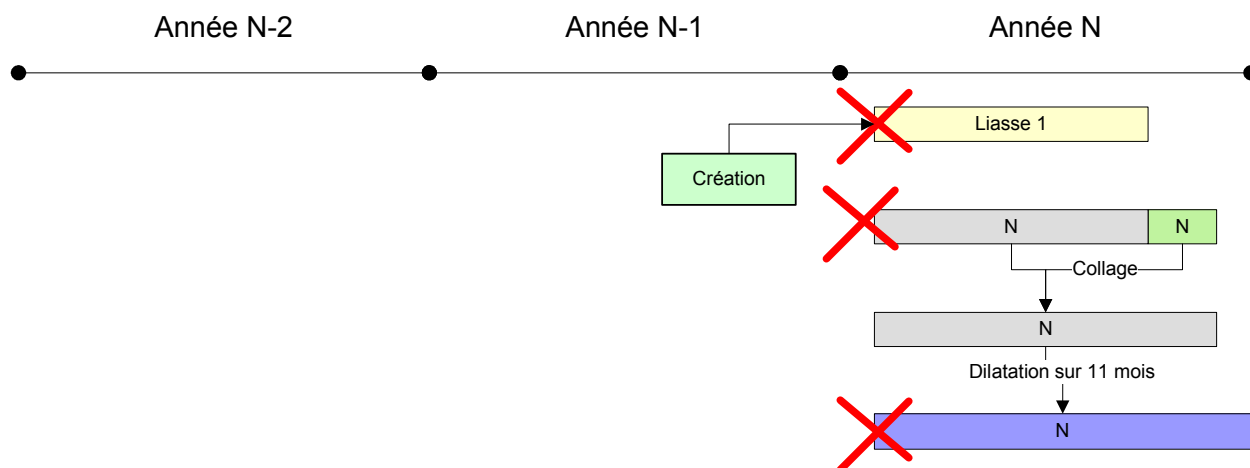 Année N-2
Année N-1
Année N
Liasse 1
Création
N
N
Collage
N
Dilatation sur 11 mois
N